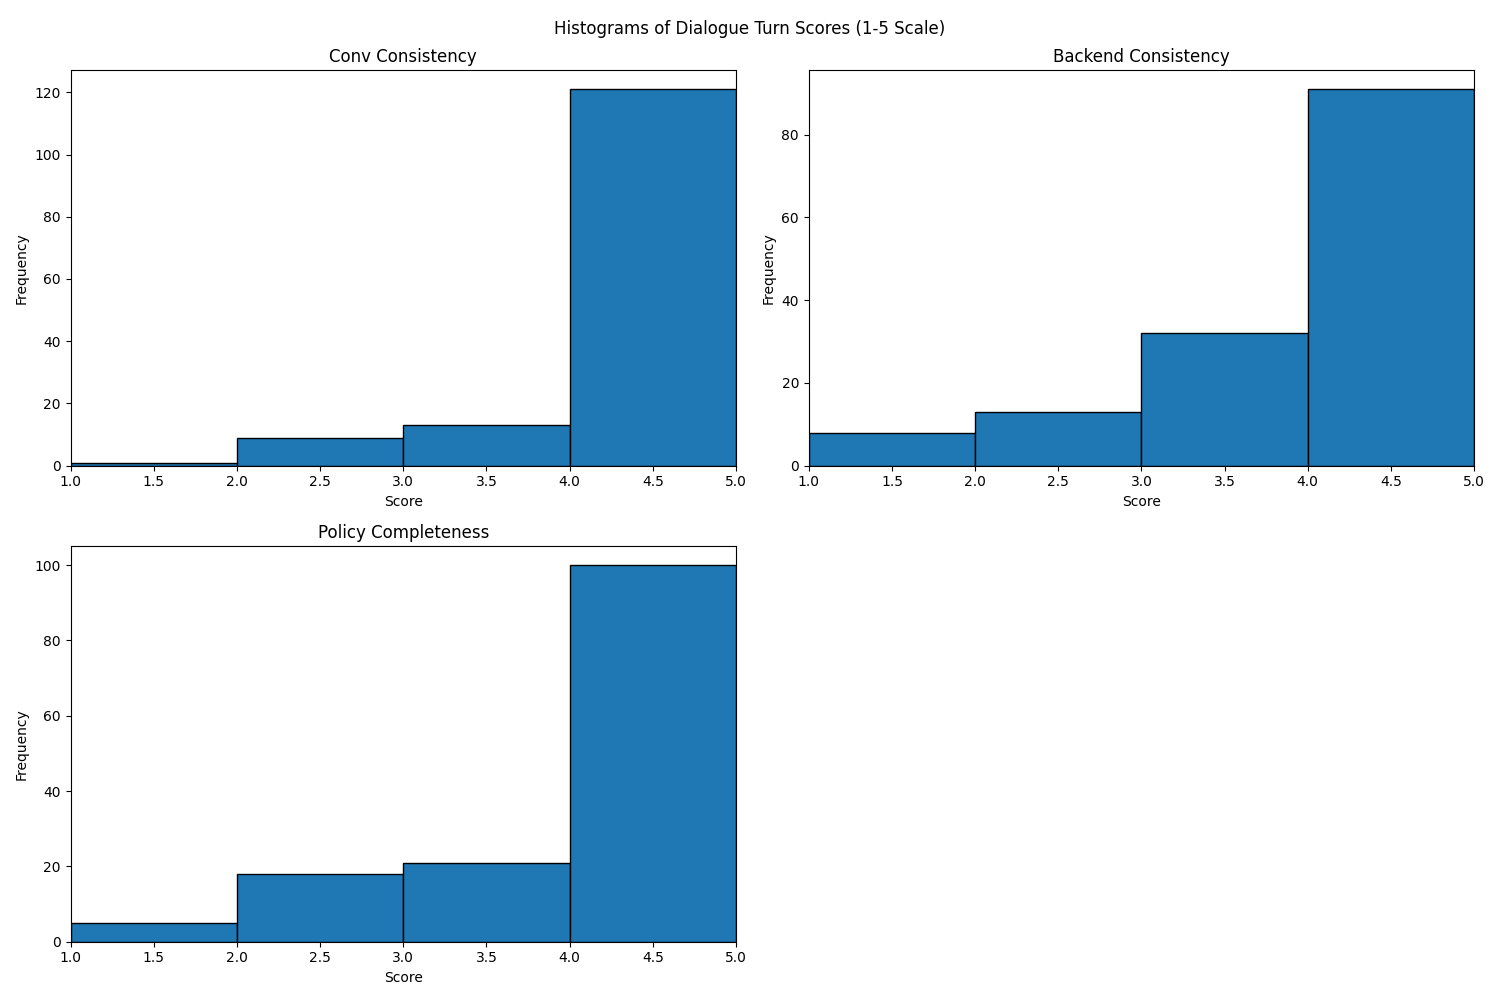 Histograms of Dialogue Turn Scores (1-5 Scale)
Conv Consistency
Frequency
120
100
80
60
40
20
0
1.0 1.5 2.0 2.5 3.0 3.5 4.0 4.5 5.0
Score
Backend Consistency
Frequency
80
60
40
20
0
1.0 1.5 2.0 2.5 3.0 3.5 4.0 4.5 5.0
Score
Policy Completeness
Frequency
100
80
60
40
20
0
1.0 1.5 2.0 2.5 3.0 3.5 4.0 4.5 5.0
Score